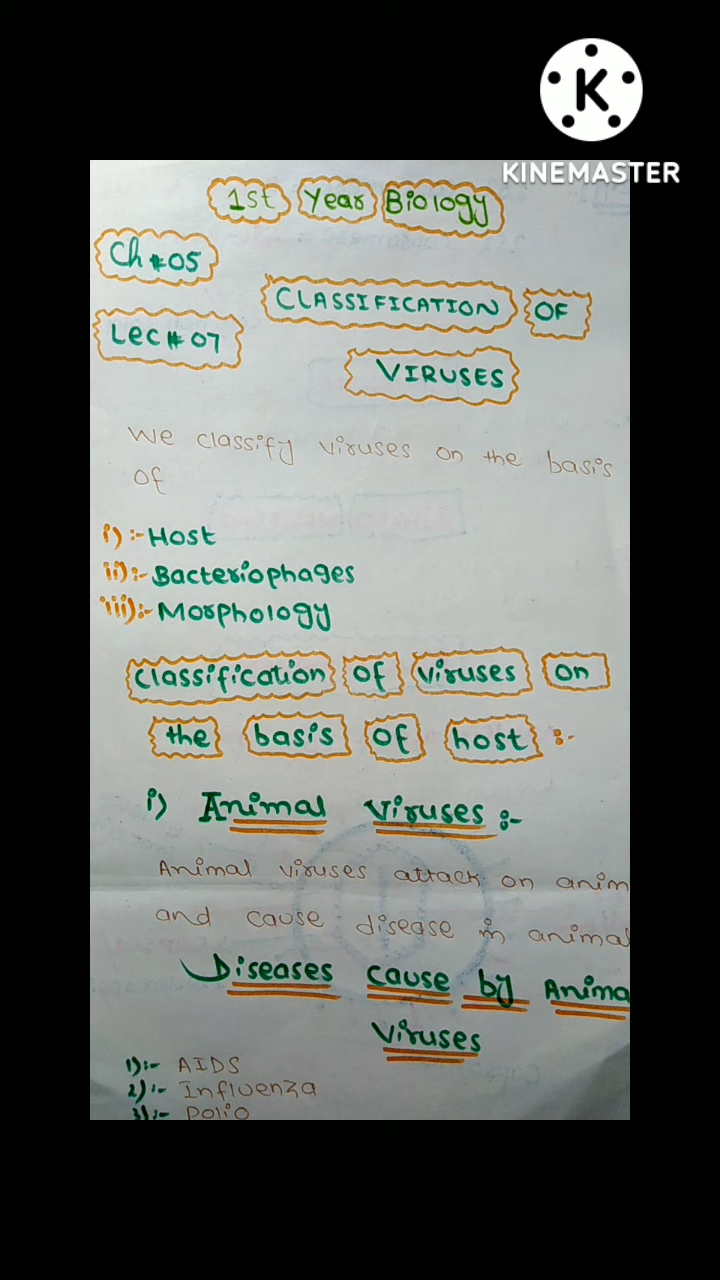 K
KINEMASTER
1st Year Biology
Ch # 05
CLASSIFICATION OF
Lec # 07
VIRUSES
We classify viruses on the basis
of
i) :- Host
ii) :- Bacteriophages
iii) :- Morphology
Classification of viruses on
the basis of host :-
i) Animal Viruses :-
Animal viruses attack on anim
and cause disease in animal
Diseases cause by Anima
Viruses
1) :- AIDS
2) :- Influenza
3) :- Polio